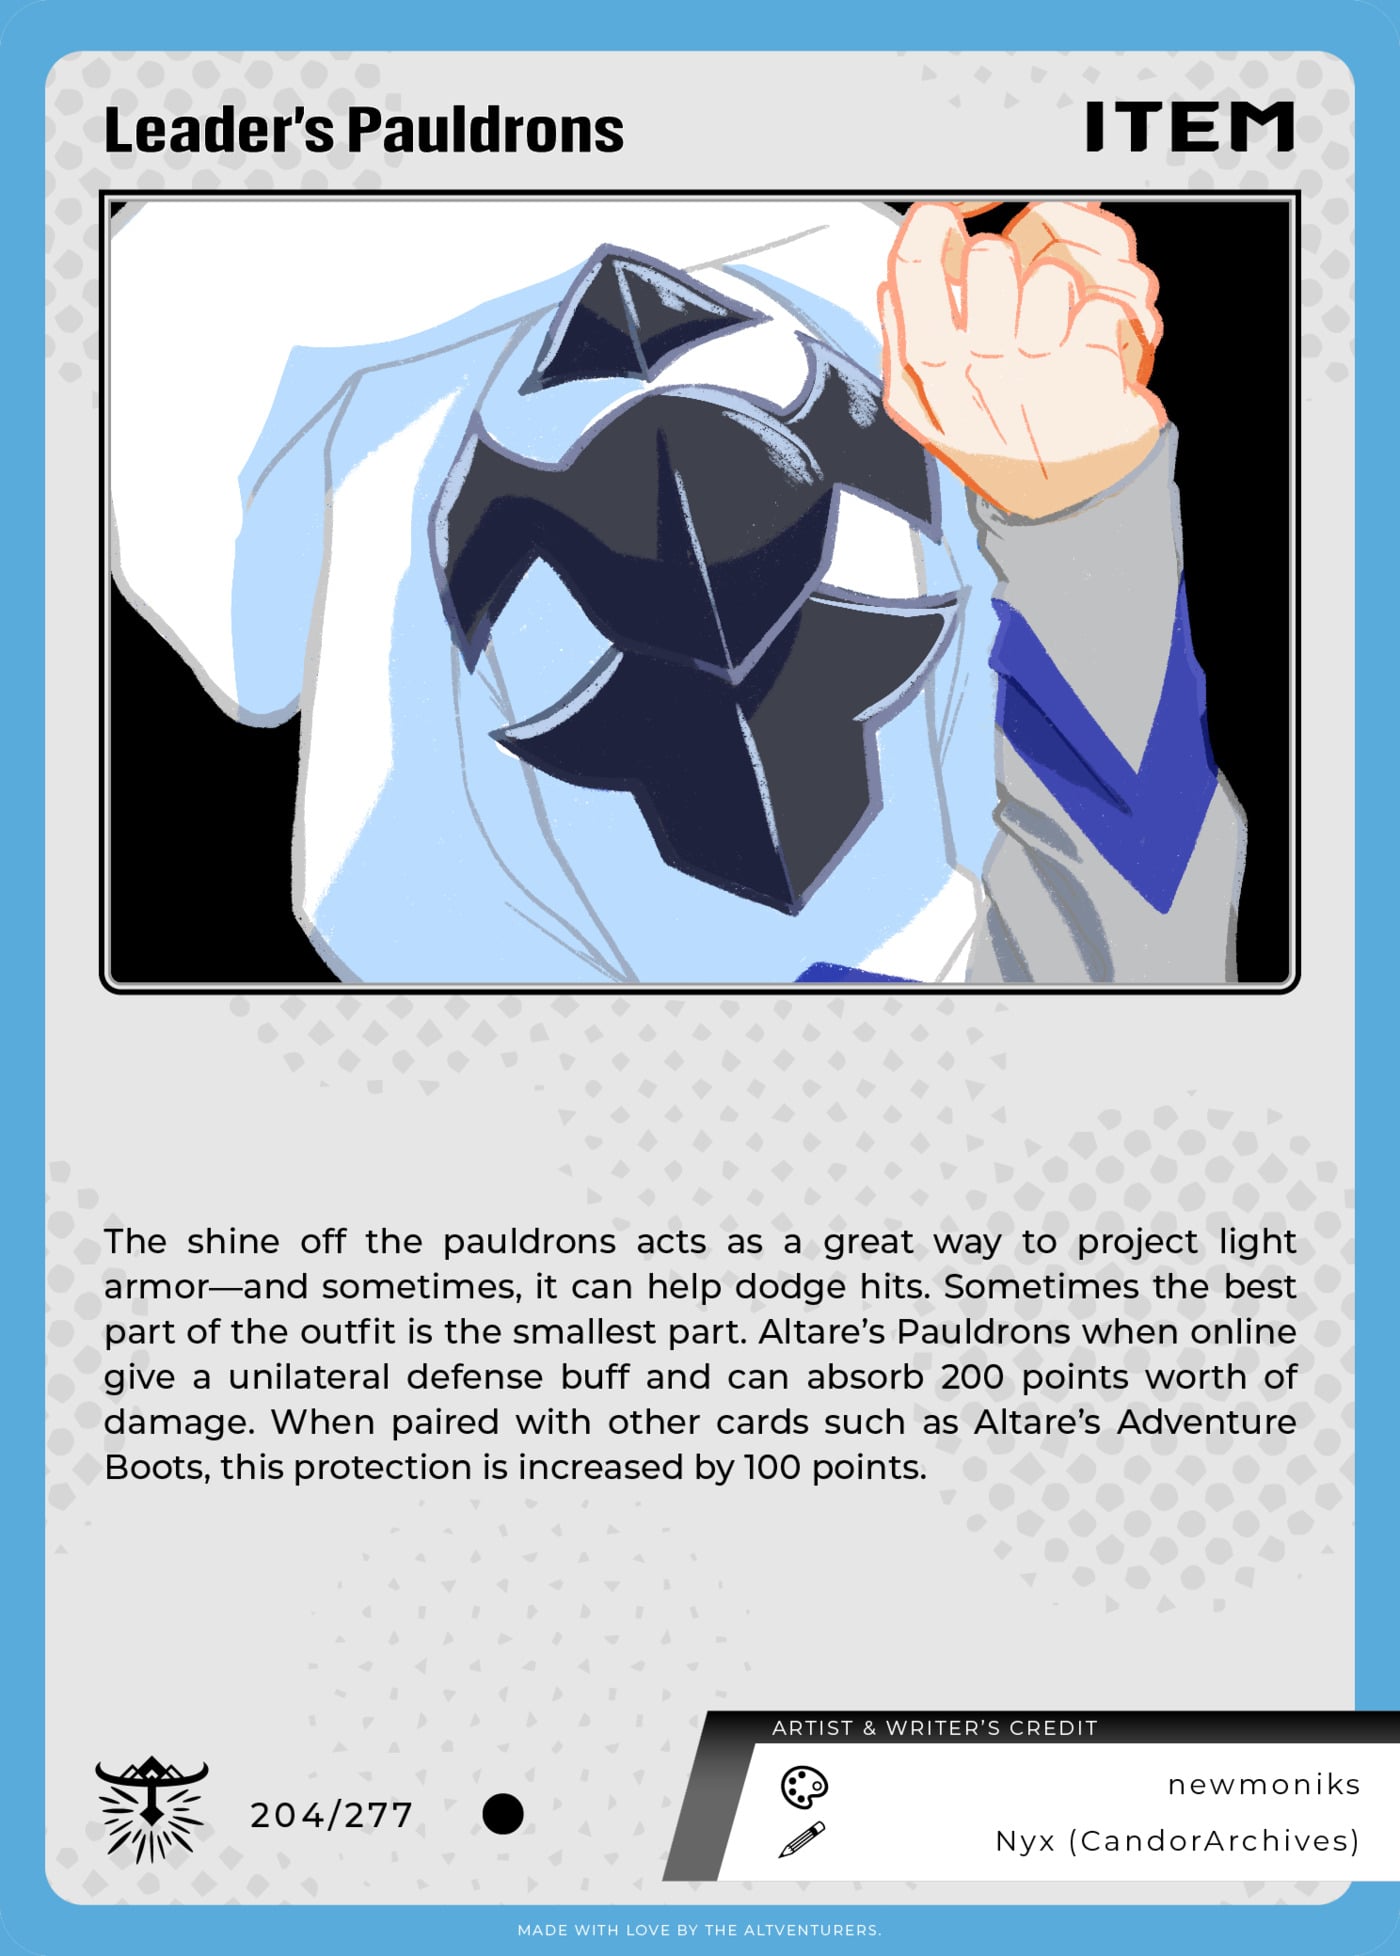 Leader's Pauldrons
ITEM
The shine off the pauldrons acts as a great way to project light
armor—and sometimes, it can help dodge hits. Sometimes the best
part of the outfit is the smallest part. Altare's Pauldrons when online
give a unilateral defense buff and can absorb 200 points worth of
damage. When paired with other cards such as Altare's Adventure
Boots, this protection is increased by 100 points.
ARTIST & WRITER'S CREDIT
newmoniks
204/277
Nyx (CandorArchives)
MADE WITH LOVE BY THE ALTVENTURERS.